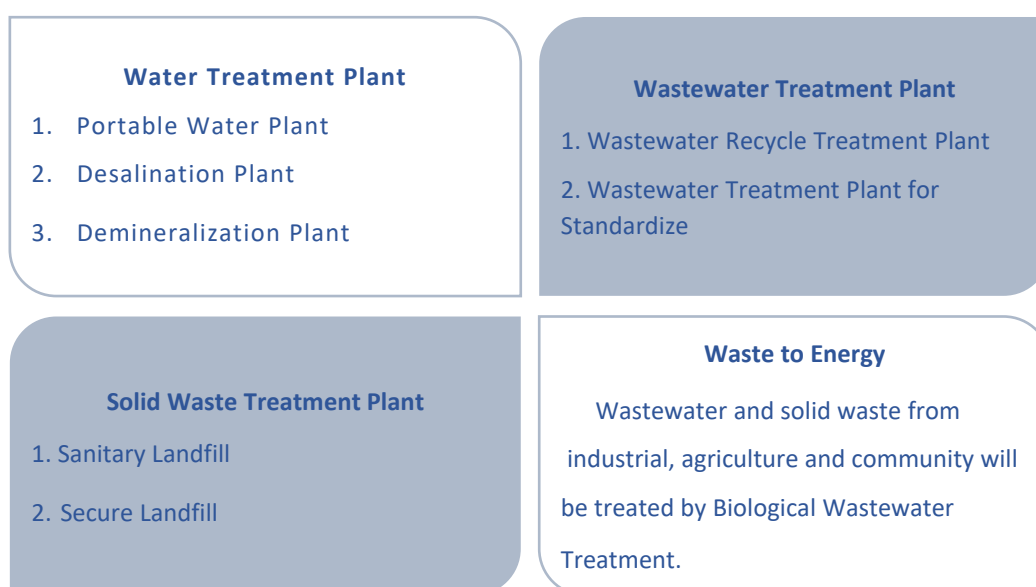 Water Treatment Plant
1. Portable Water Plant
2. Desalination Plant
3. Demineralization Plant
Wastewater Treatment Plant
1. Wastewater Recycle Treatment Plant
2. Wastewater Treatment Plant for
Standardize
Solid Waste Treatment Plant
1. Sanitary Landfill
2. Secure Landfill
Waste to Energy
Wastewater and solid waste from
industrial, agriculture and community will
be treated by Biological Wastewater
Treatment.